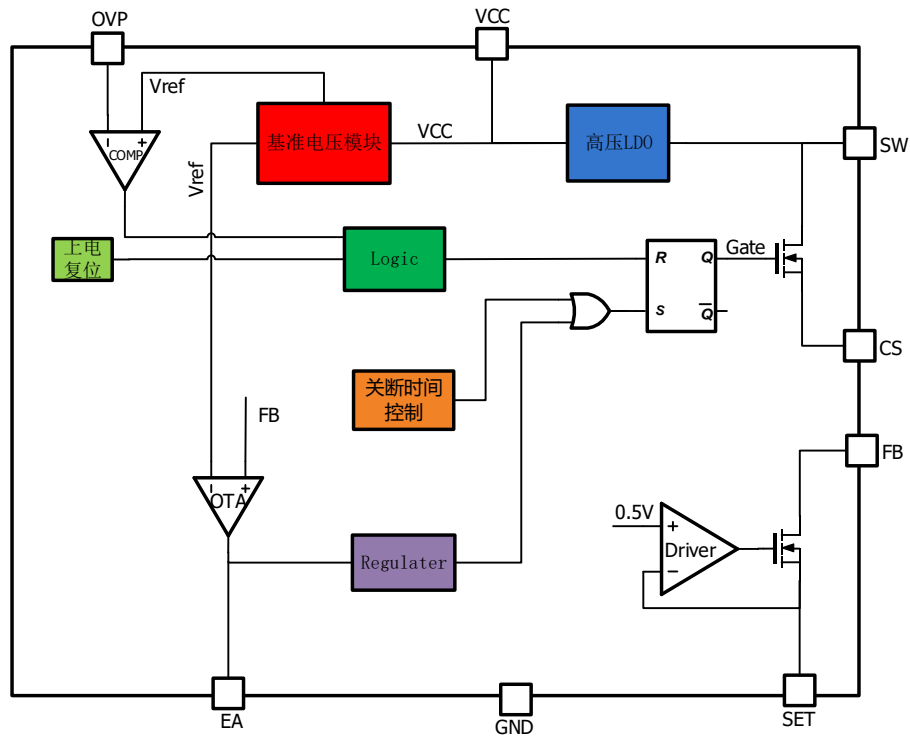 OVP
VCC
Vref
基准电压模块
VCC
高压LDO
SW
- +
COMP
Vref
上电
复位
Logic
R Q
Gate
S Q
CS
关断时间
控制
FB
FB
- +
OTA
0.5V
+
Driver
-
Regulater
EA
GND
SET